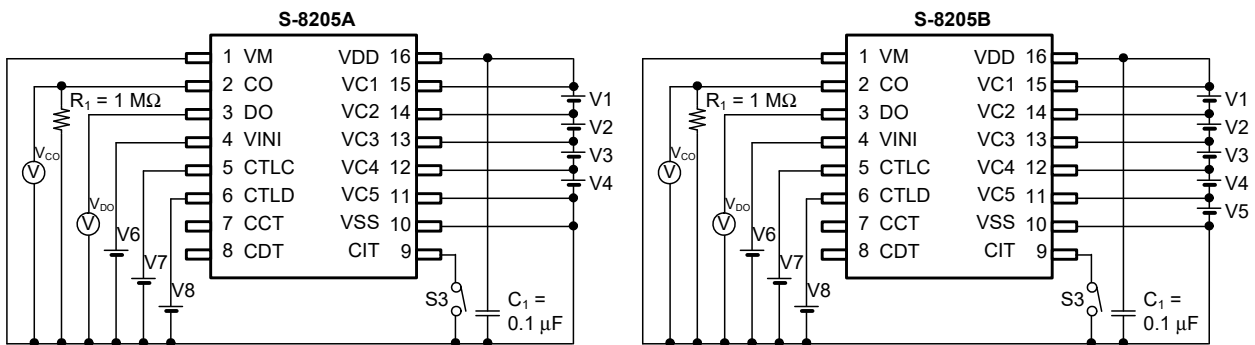 S-8205A
1 VM VDD 16
2 CO VC1 15
3 DO VC2 14
4 VINI VC3 13
5 CTLC VC4 12
6 CTLD VC5 11
7 CCT VSS 10
8 CDT CIT 9
R1 = 1 MΩ
VCO
V
VDO
V
V6
V7
V8
V1
V2
V3
V4
S3
C1 =
0.1 µF
S-8205B
1 VM VDD 16
2 CO VC1 15
3 DO VC2 14
4 VINI VC3 13
5 CTLC VC4 12
6 CTLD VC5 11
7 CCT VSS 10
8 CDT CIT 9
R1 = 1 MΩ
VCO
V
VDO
V
V6
V7
V8
V1
V2
V3
V4
V5
S3
C1 =
0.1 µF